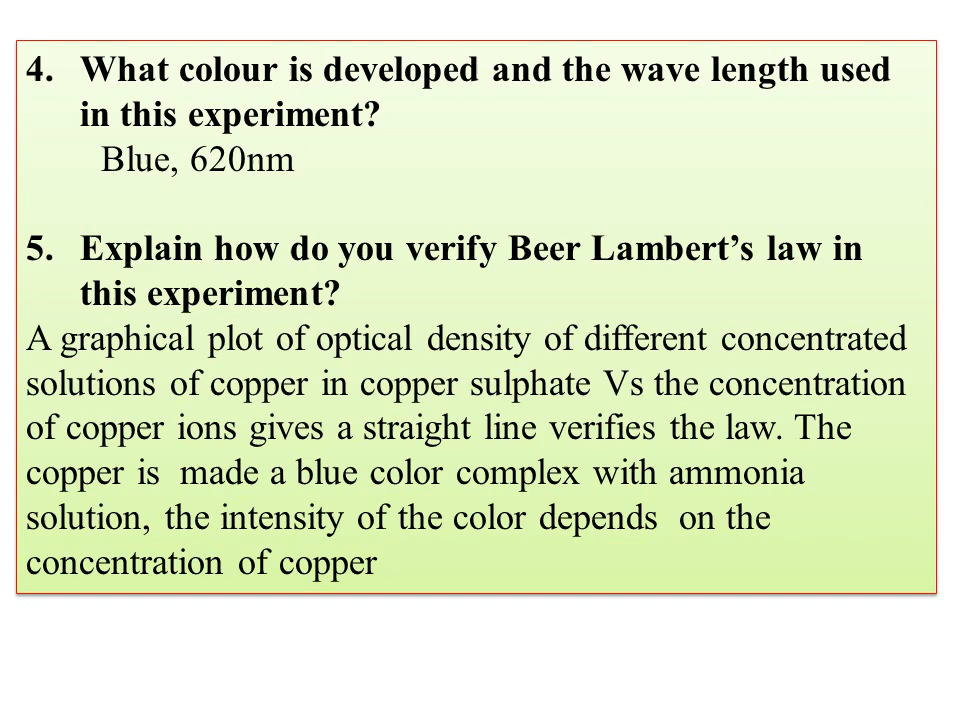 4. What colour is developed and the wave length used
in this experiment?
Blue, 620nm
5. Explain how do you verify Beer Lambert’s law in
this experiment?
A graphical plot of optical density of different concentrated
solutions of copper in copper sulphate Vs the concentration
of copper ions gives a straight line verifies the law. The
copper is made a blue color complex with ammonia
solution, the intensity of the color depends on the
concentration of copper